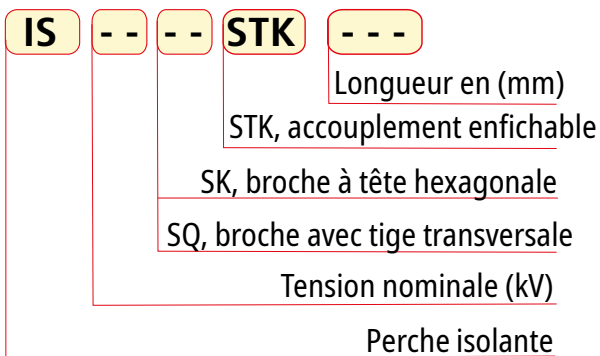 IS - - - - STK - - -
Longueur en (mm)
STK, accouplement enfichable
SK, broche à tête hexagonale
SQ, broche avec tige transversale
Tension nominale (kV)
Perche isolante